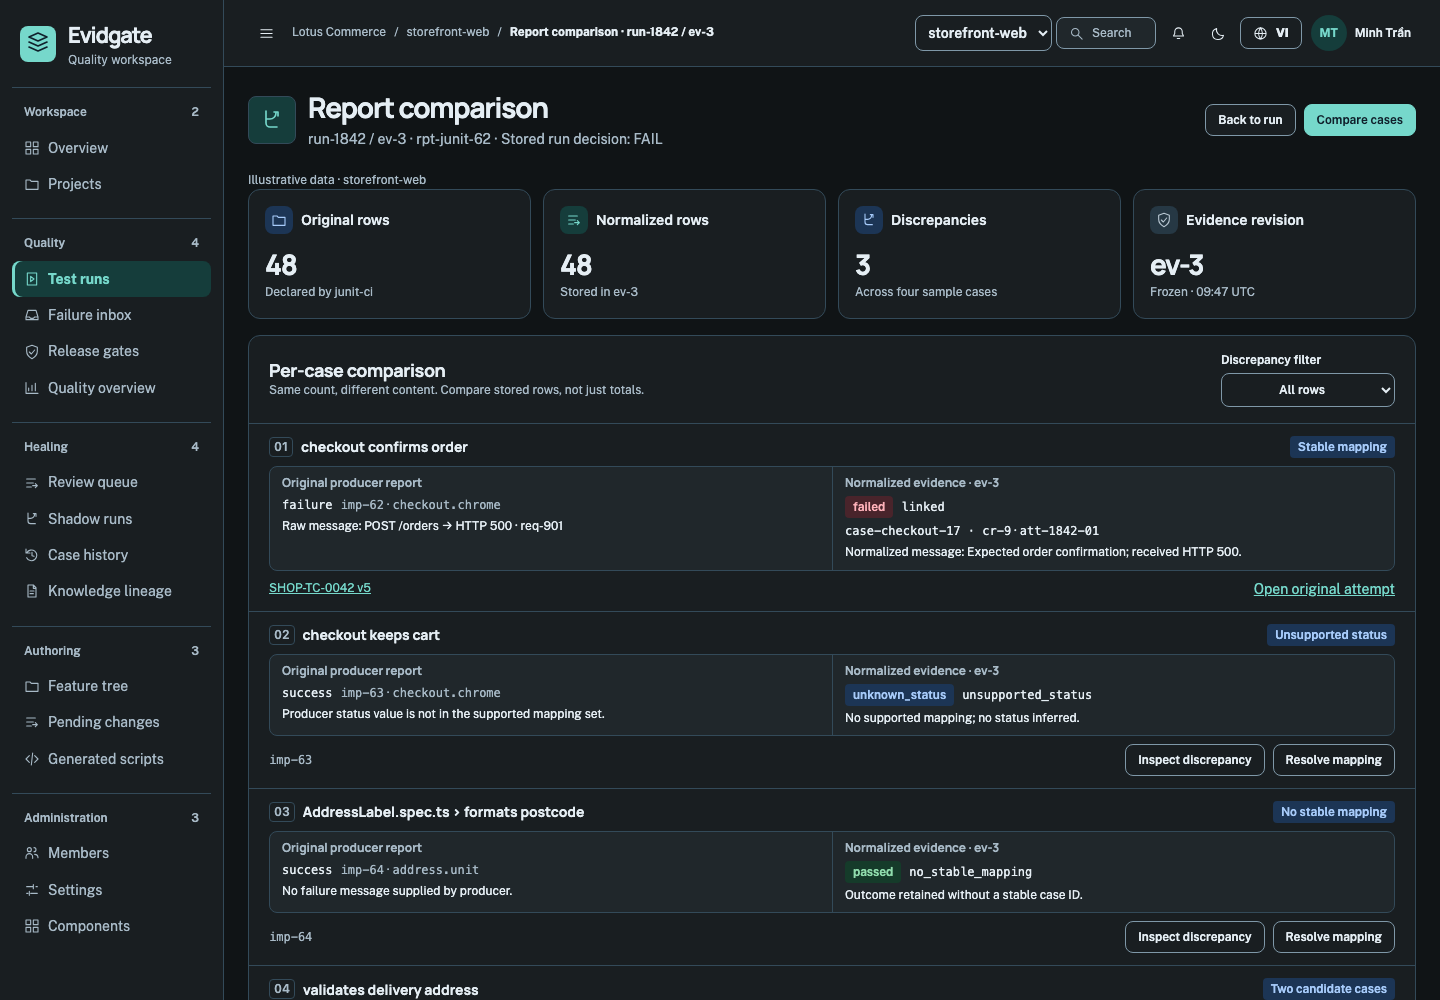 Evidgate
Quality workspace
Workspace 2
Overview
Projects
Quality 4
Test runs
Failure inbox
Release gates
Quality overview
Healing 4
Review queue
Shadow runs
Case history
Knowledge lineage
Authoring 3
Feature tree
Pending changes
Generated scripts
Administration 3
Members
Settings
Components
Lotus Commerce / storefront-web / Report comparison · run-1842 / ev-3
storefront-web
Search
VI
MT
Minh Trần
Report comparison
run-1842 / ev-3 · rpt-junit-62 · Stored run decision: FAIL
Back to run
Compare cases
Illustrative data · storefront-web
Original rows
48
Declared by junit-ci
Normalized rows
48
Stored in ev-3
Discrepancies
3
Across four sample cases
Evidence revision
ev-3
Frozen · 09:47 UTC
Per-case comparison
Same count, different content. Compare stored rows, not just totals.
Discrepancy filter
All rows
01 checkout confirms order
Stable mapping
Original producer report
failure imp-62 · checkout.chrome
Raw message: POST /orders → HTTP 500 · req-901
Normalized evidence · ev-3
failed linked
case-checkout-17 · cr-9 · att-1842-01
Normalized message: Expected order confirmation; received HTTP 500.
SHOP-TC-0042 v5
Open original attempt
02 checkout keeps cart
Unsupported status
Original producer report
success imp-63 · checkout.chrome
Producer status value is not in the supported mapping set.
Normalized evidence · ev-3
unknown_status unsupported_status
No supported mapping; no status inferred.
imp-63
Inspect discrepancy
Resolve mapping
03 AddressLabel.spec.ts › formats postcode
No stable mapping
Original producer report
success imp-64 · address.unit
No failure message supplied by producer.
Normalized evidence · ev-3
passed no_stable_mapping
Outcome retained without a stable case ID.
imp-64
Inspect discrepancy
Resolve mapping
04 validates delivery address
Two candidate cases